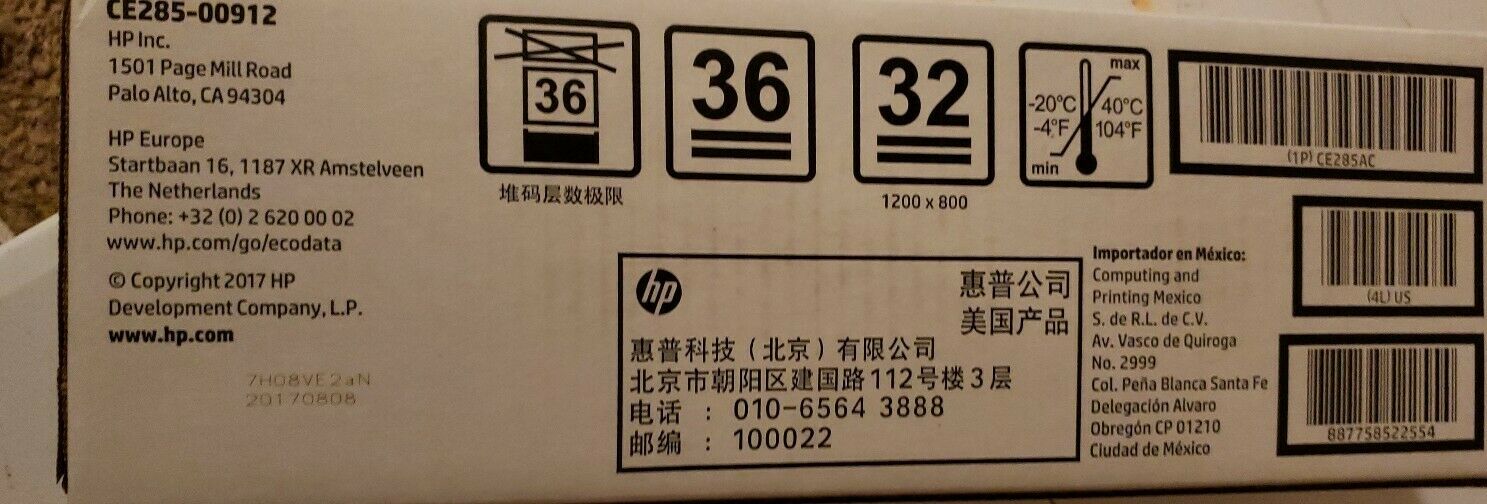 CE285-00912
HP Inc.
1501 Page Mill Road
Palo Alto, CA 94304
HP Europe
Startbaan 16, 1187 XR Amstelveen
The Netherlands
Phone: +32 (0) 2 620 00 02
www.hp.com/go/ecodata
© Copyright 2017 HP
Development Company, L.P.
www.hp.com
7H08VE2aN
20170808
36
堆码层数极限
36
32
1200 x 800
max
-20°C 40°C
-4°F 104°F
min
(1P) CE285AC
(4L) US
887758522554
hp
惠普公司
美国产品
惠普科技（北京）有限公司
北京市朝阳区建国路112号楼3层
电话 : 010-6564 3888
邮编 : 100022
Importador en México:
Computing and
Printing Mexico
S. de R.L. de C.V.
Av. Vasco de Quiroga
No. 2999
Col. Peña Blanca Santa Fe
Delegación Alvaro
Obregón CP 01210
Ciudad de México